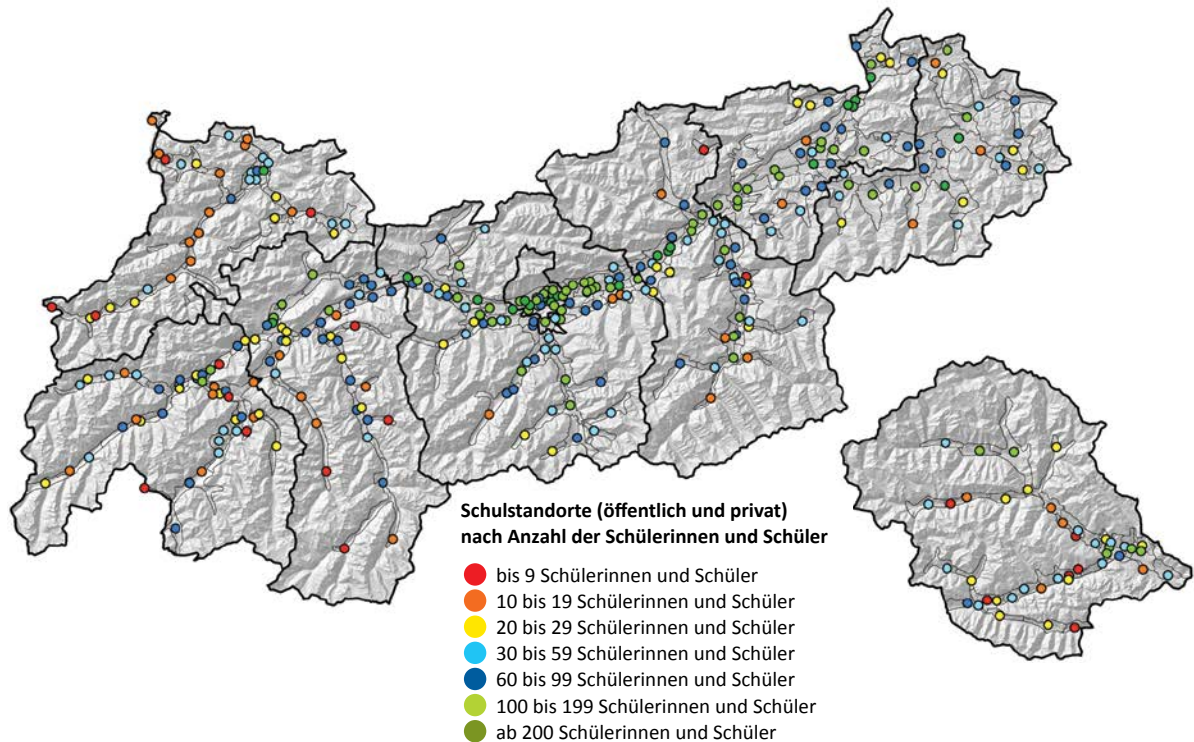 Schulstandorte (öffentlich und privat)
nach Anzahl der Schülerinnen und Schüler
bis 9 Schülerinnen und Schüler
10 bis 19 Schülerinnen und Schüler
20 bis 29 Schülerinnen und Schüler
30 bis 59 Schülerinnen und Schüler
60 bis 99 Schülerinnen und Schüler
100 bis 199 Schülerinnen und Schüler
ab 200 Schülerinnen und Schüler